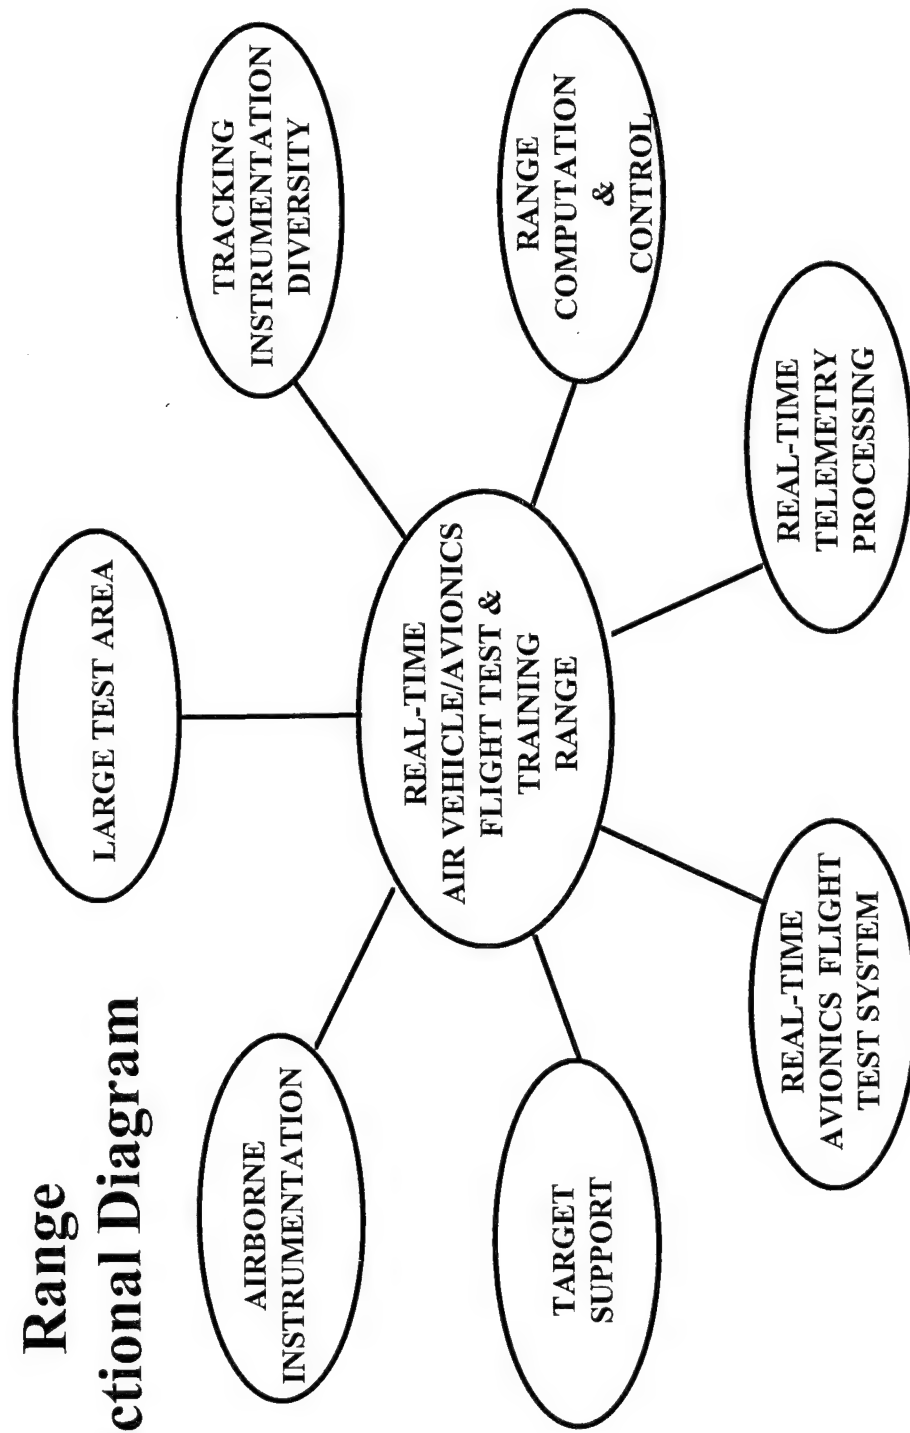 Range
ctional Diagram
LARGE TEST AREA
AIRBORNE
INSTRUMENTATION
TRACKING
INSTRUMENTATION
DIVERSITY
REAL-TIME
AIR VEHICLE/AVIONICS
FLIGHT TEST &
TRAINING
RANGE
TARGET
SUPPORT
RANGE
COMPUTATION
&
CONTROL
REAL-TIME
AVIONICS FLIGHT
TEST SYSTEM
REAL-TIME
TELEMETRY
PROCESSING